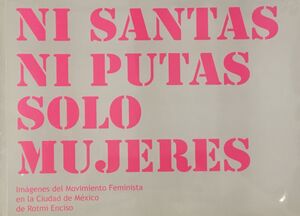 NI SANTAS
NI PUTAS
SOLO
MUJERES
Imágenes del Movimiento Feminista
en la Ciudad de México
de Rotmi Enciso